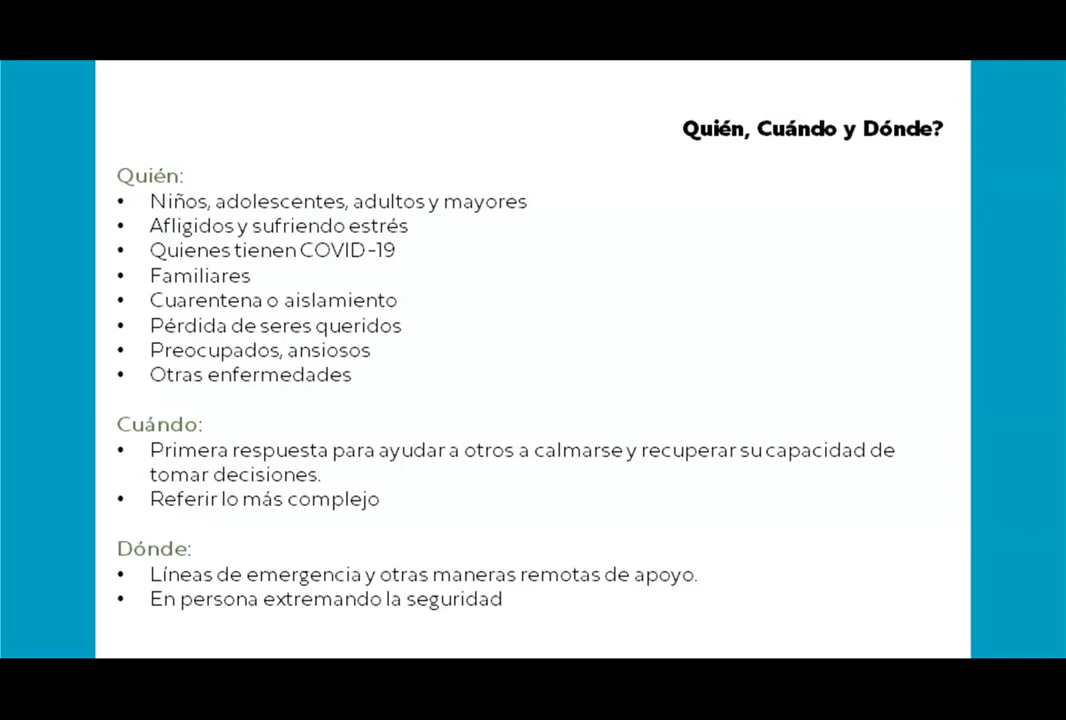 Quién, Cuándo y Dónde?
Quién:
• Niños, adolescentes, adultos y mayores
• Afligidos y sufriendo estrés
• Quienes tienen COVID-19
• Familiares
• Cuarentena o aislamiento
• Pérdida de seres queridos
• Preocupados, ansiosos
• Otras enfermedades
Cuándo:
• Primera respuesta para ayudar a otros a calmarse y recuperar su capacidad de
tomar decisiones.
• Referir lo más complejo
Dónde:
• Líneas de emergencia y otras maneras remotas de apoyo.
• En persona extremando la seguridad